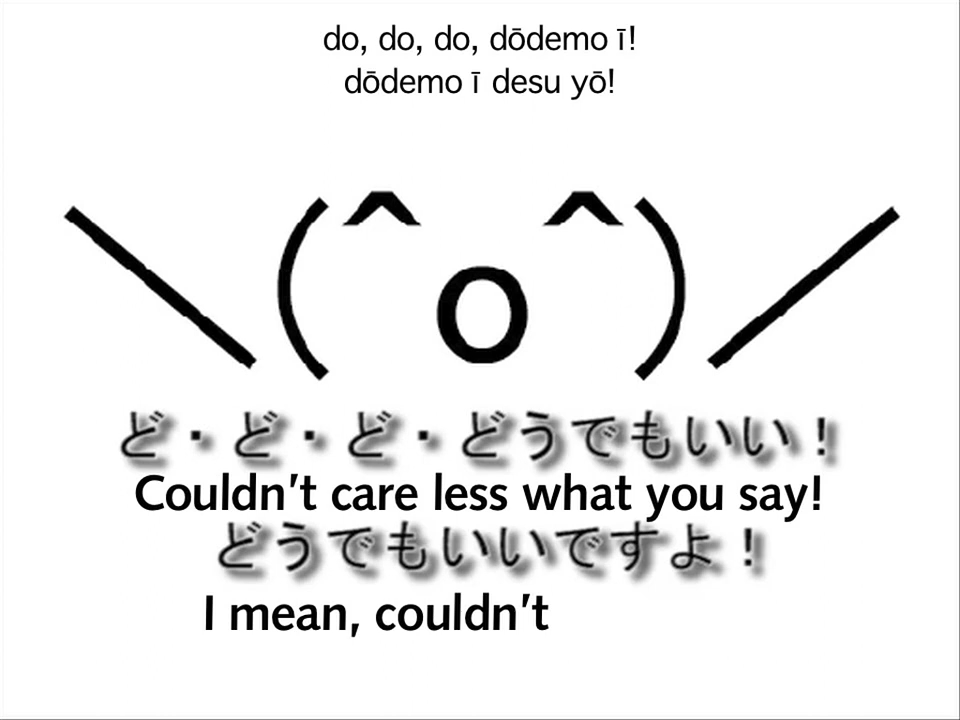 do, do, do, dōdemo ī!
dōdemo ī desu yō!
\(^o^)/
ど・ど・ど・どうでもいい！
Couldn't care less what you say!
どうでもいいですよ！
I mean, couldn't